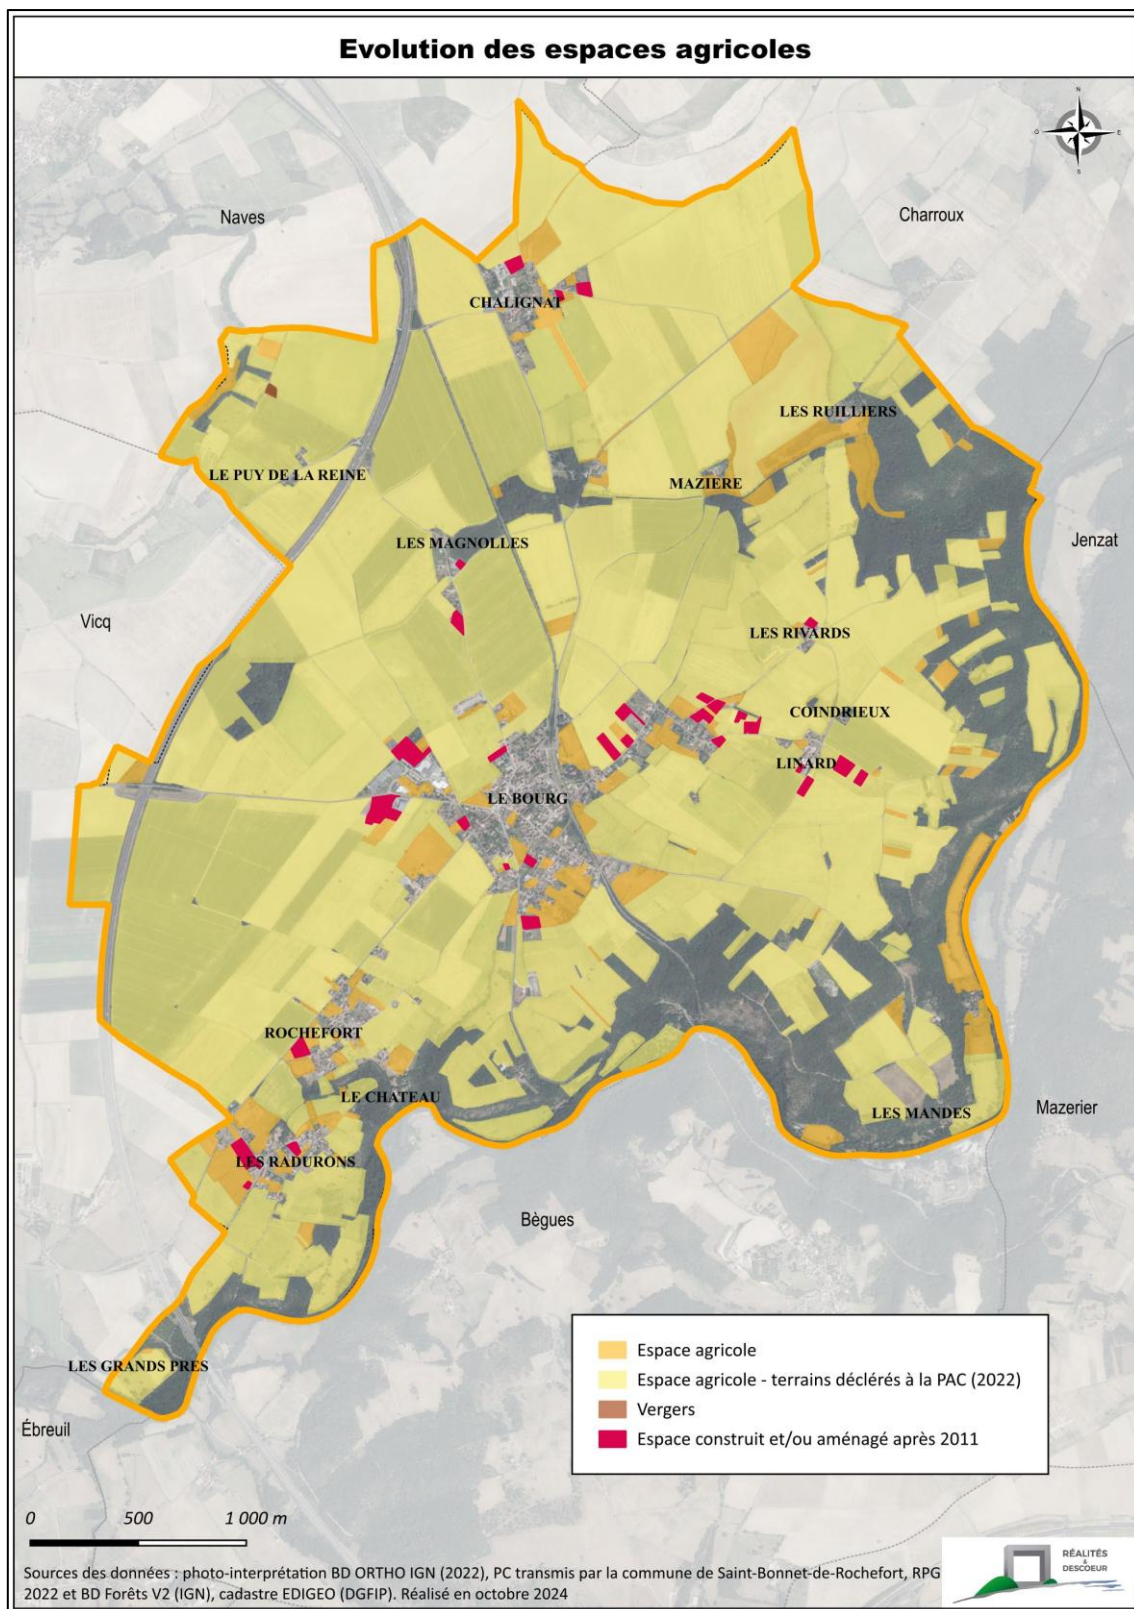 Evolution des espaces agricoles
N
O
E
S
Naves
Charroux
CHALIGNAT
LES RUILLIERS
LE PUY DE LA REINE
MAZIERE
LES MAGNOLLES
Jenzat
Vicq
LES RIVARDS
COINDRIEUX
LINARD
LE BOURG
ROCHEFORT
LE CHATEAU
LES MANDES
Mazerier
LES RADURONS
Bègues
LES GRANDS PRES
Ébreuil
Espace agricole
Espace agricole - terrains déclérés à la PAC (2022)
Vergers
Espace construit et/ou aménagé après 2011
0 500 1 000 m
Sources des données : photo-interprétation BD ORTHO IGN (2022), PC transmis par la commune de Saint-Bonnet-de-Rochefort, RPG
2022 et BD Forêts V2 (IGN), cadastre EDIGEO (DGFIP). Réalisé en octobre 2024
RÉALITÉS
&
DESCOEUR